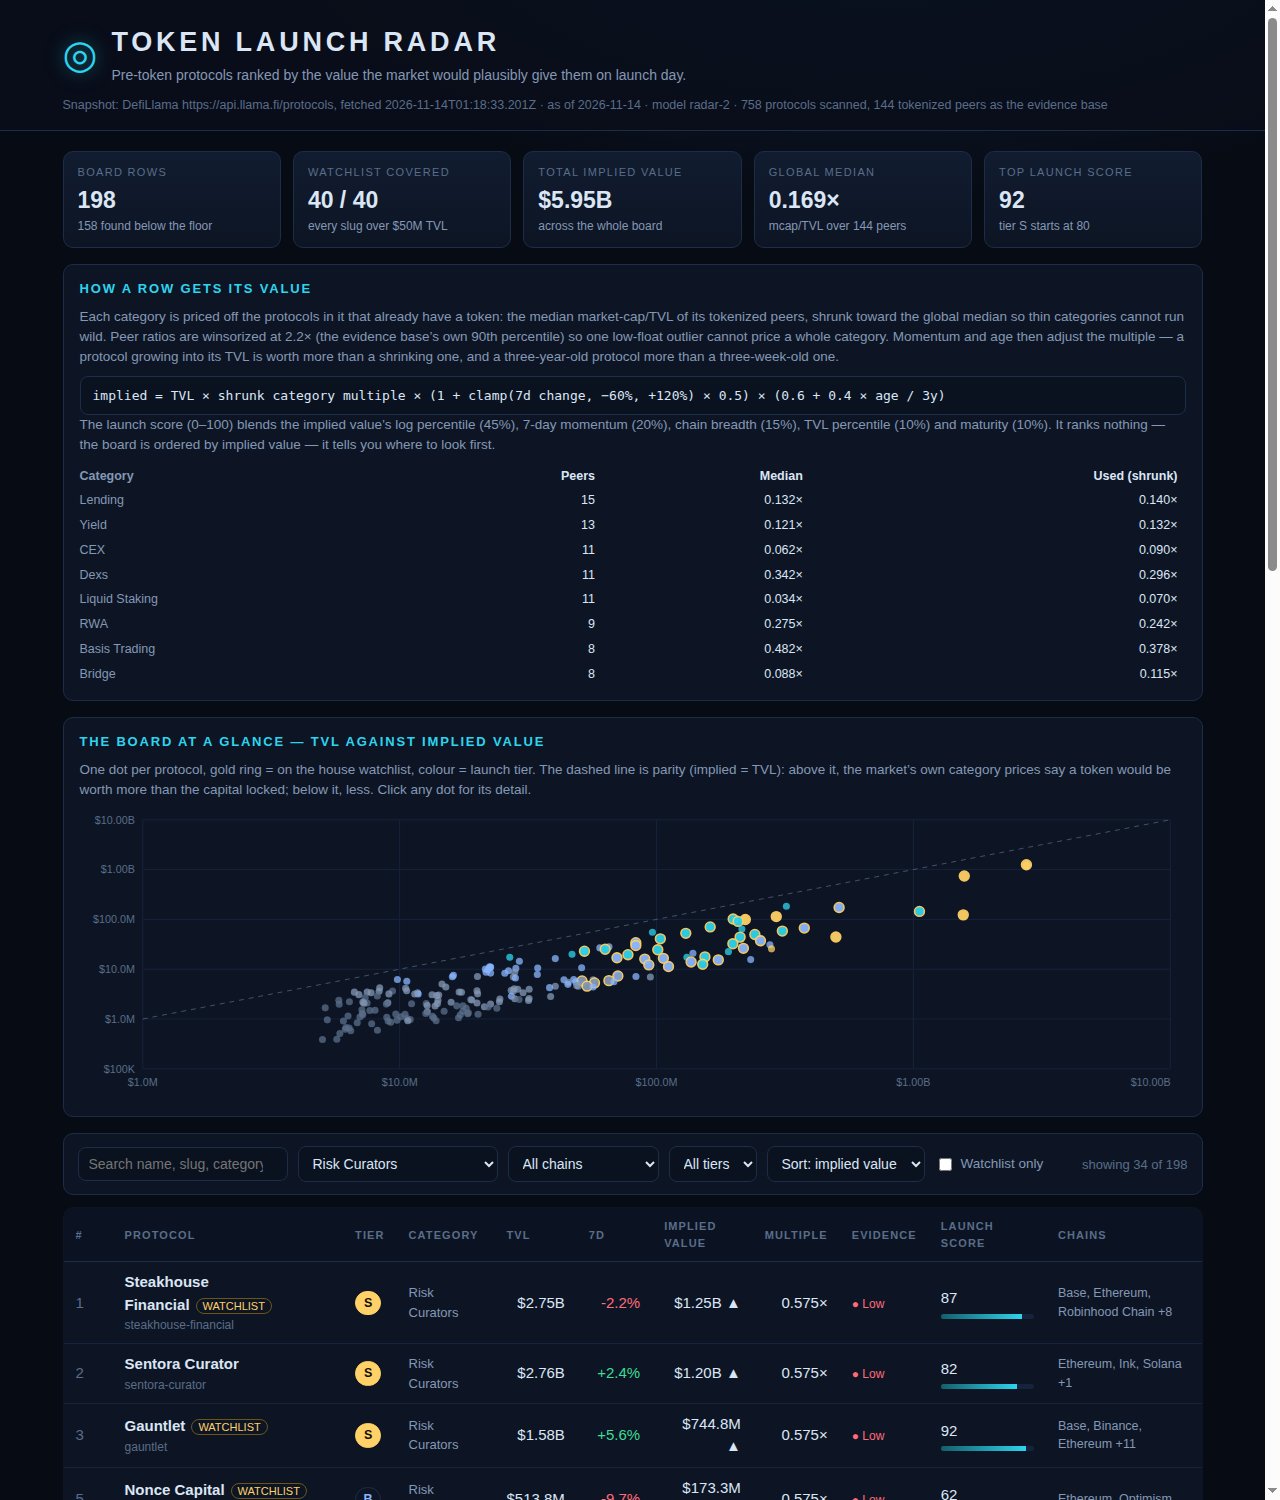 TOKEN LAUNCH RADAR
Pre-token protocols ranked by the value the market would plausibly give them on launch day.
Snapshot: DefiLlama https://api.llama.fi/protocols, fetched 2026-11-14T01:18:33.201Z · as of 2026-11-14 · model radar-2 · 758 protocols scanned, 144 tokenized peers as the evidence base
BOARD ROWS
198
158 found below the floor
WATCHLIST COVERED
40 / 40
every slug over $50M TVL
TOTAL IMPLIED VALUE
$5.95B
across the whole board
GLOBAL MEDIAN
0.169×
mcap/TVL over 144 peers
TOP LAUNCH SCORE
92
tier S starts at 80
HOW A ROW GETS ITS VALUE
Each category is priced off the protocols in it that already have a token: the median market-cap/TVL of its tokenized peers, shrunk toward the global median so thin categories cannot run
wild. Peer ratios are winsorized at 2.2× (the evidence base’s own 90th percentile) so one low-float outlier cannot price a whole category. Momentum and age then adjust the multiple — a
protocol growing into its TVL is worth more than a shrinking one, and a three-year-old protocol more than a three-week-old one.
implied = TVL × shrunk category multiple × (1 + clamp(7d change, −60%, +120%) × 0.5) × (0.6 + 0.4 × age / 3y)
The launch score (0–100) blends the implied value’s log percentile (45%), 7-day momentum (20%), chain breadth (15%), TVL percentile (10%) and maturity (10%). It ranks nothing —
the board is ordered by implied value — it tells you where to look first.
Category Peers Median Used (shrunk)
Lending 15 0.132× 0.140×
Yield 13 0.121× 0.132×
CEX 11 0.062× 0.090×
Dexs 11 0.342× 0.296×
Liquid Staking 11 0.034× 0.070×
RWA 9 0.275× 0.242×
Basis Trading 8 0.482× 0.378×
Bridge 8 0.088× 0.115×
THE BOARD AT A GLANCE — TVL AGAINST IMPLIED VALUE
One dot per protocol, gold ring = on the house watchlist, colour = launch tier. The dashed line is parity (implied = TVL): above it, the market’s own category prices say a token would be
worth more than the capital locked; below it, less. Click any dot for its detail.
$10.00B
$1.00B
$100.0M
$10.0M
$1.0M
$100K
$1.0M $10.0M $100.0M $1.00B $10.00B
Search name, slug, category Risk Curators All chains All tiers Sort: implied value Watchlist only showing 34 of 198
# PROTOCOL TIER CATEGORY TVL 7D IMPLIED VALUE MULTIPLE EVIDENCE LAUNCH SCORE CHAINS
1 Steakhouse Financial WATCHLIST S Risk Curators $2.75B -2.2% $1.25B ▲ 0.575× ● Low 87 Base, Ethereum, Robinhood Chain +8
steakhouse-financial
2 Sentora Curator S Risk Curators $2.76B +2.4% $1.20B ▲ 0.575× ● Low 82 Ethereum, Ink, Solana +1
sentora-curator
3 Gauntlet WATCHLIST S Risk Curators $1.58B +5.6% $744.8M ▲ 0.575× ● Low 92 Base, Binance, Ethereum +11
gauntlet
5 Nonce Capital WATCHLIST B Risk $513.8M -9.7% $173.3M 0.575× ● Low 62 Ethereum, Optimism